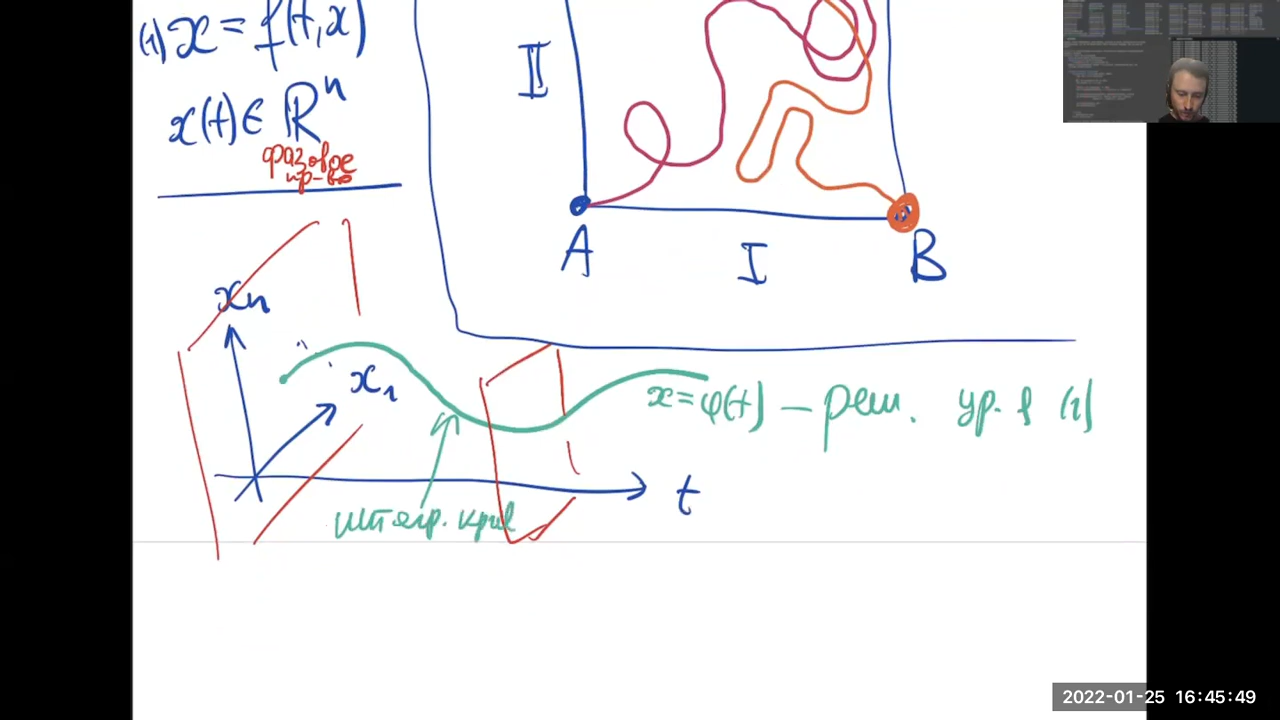 (1) ẋ = f(t,x)
x(t) ∈ ℝⁿ
фазовое
пр-во
II
A
I
B
xₙ
x₁
x = φ(t) – реш. ур. в (1)
t
интегр. крив
2022-01-25 16:45:49